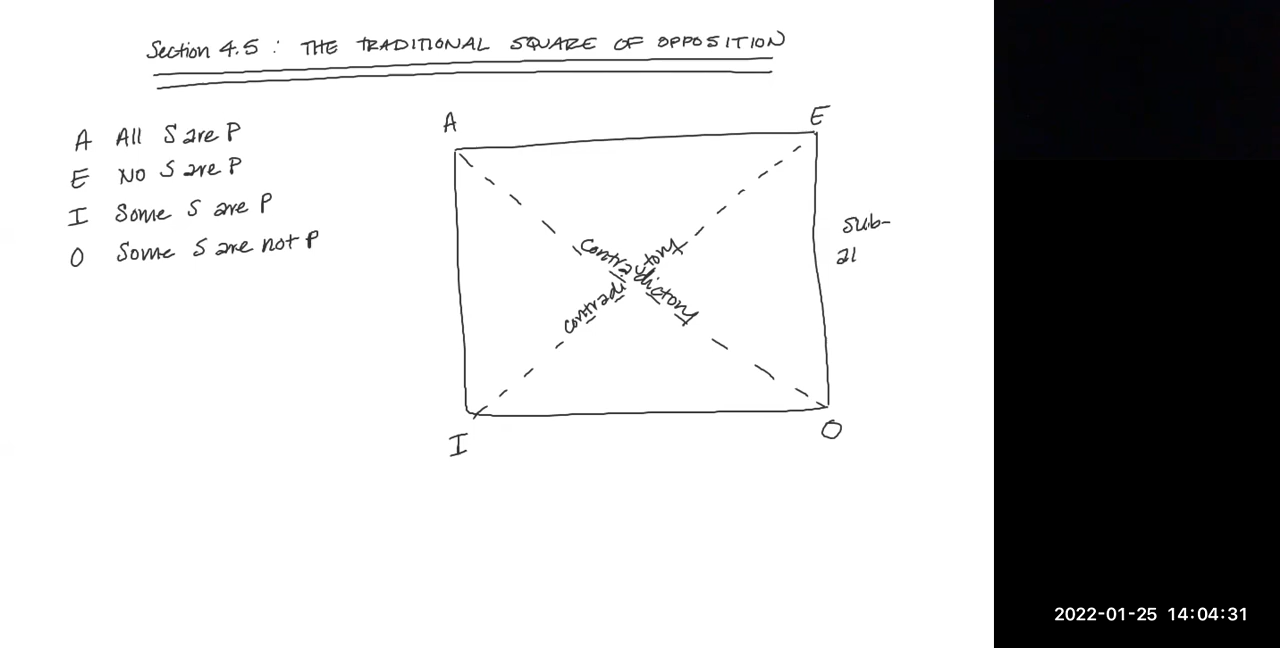 Section 4.5 : THE TRADITIONAL SQUARE OF OPPOSITION
A All S are P
E No S are P
I Some S are P
O Some S are not P
A
E
contradictory
contradictory
sub-
al
I
O
2022-01-25 14:04:31